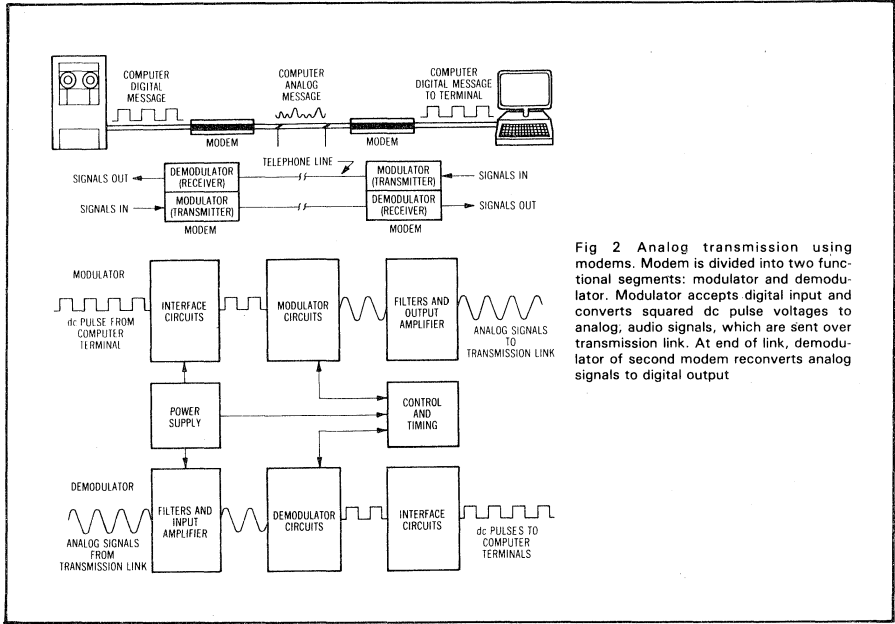 COMPUTER
DIGITAL
MESSAGE
COMPUTER
ANALOG
MESSAGE
COMPUTER
DIGITAL MESSAGE
TO TERMINAL
MODEM
MODEM
TELEPHONE LINE
SIGNALS OUT
DEMODULATOR
(RECEIVER)
MODULATOR
(TRANSMITTER)
SIGNALS IN
SIGNALS IN
MODULATOR
(TRANSMITTER)
DEMODULATOR
(RECEIVER)
SIGNALS OUT
MODEM
MODEM
MODULATOR
dc PULSE FROM
COMPUTER
TERMINAL
INTERFACE
CIRCUITS
MODULATOR
CIRCUITS
FILTERS AND
OUTPUT
AMPLIFIER
ANALOG SIGNALS
TO
TRANSMISSION LINK
POWER
SUPPLY
CONTROL
AND
TIMING
DEMODULATOR
ANALOG SIGNALS
FROM
TRANSMISSION LINK
FILTERS AND
INPUT
AMPLIFIER
DEMODULATOR
CIRCUITS
INTERFACE
CIRCUITS
dc PULSES TO
COMPUTER
TERMINALS
Fig 2 Analog transmission using
modems. Modem is divided into two func-
tional segments: modulator and demodu-
lator. Modulator accepts digital input and
converts squared dc pulse voltages to
analog, audio signals, which are sent over
transmission link. At end of link, demodu-
lator of second modem reconverts analog
signals to digital output